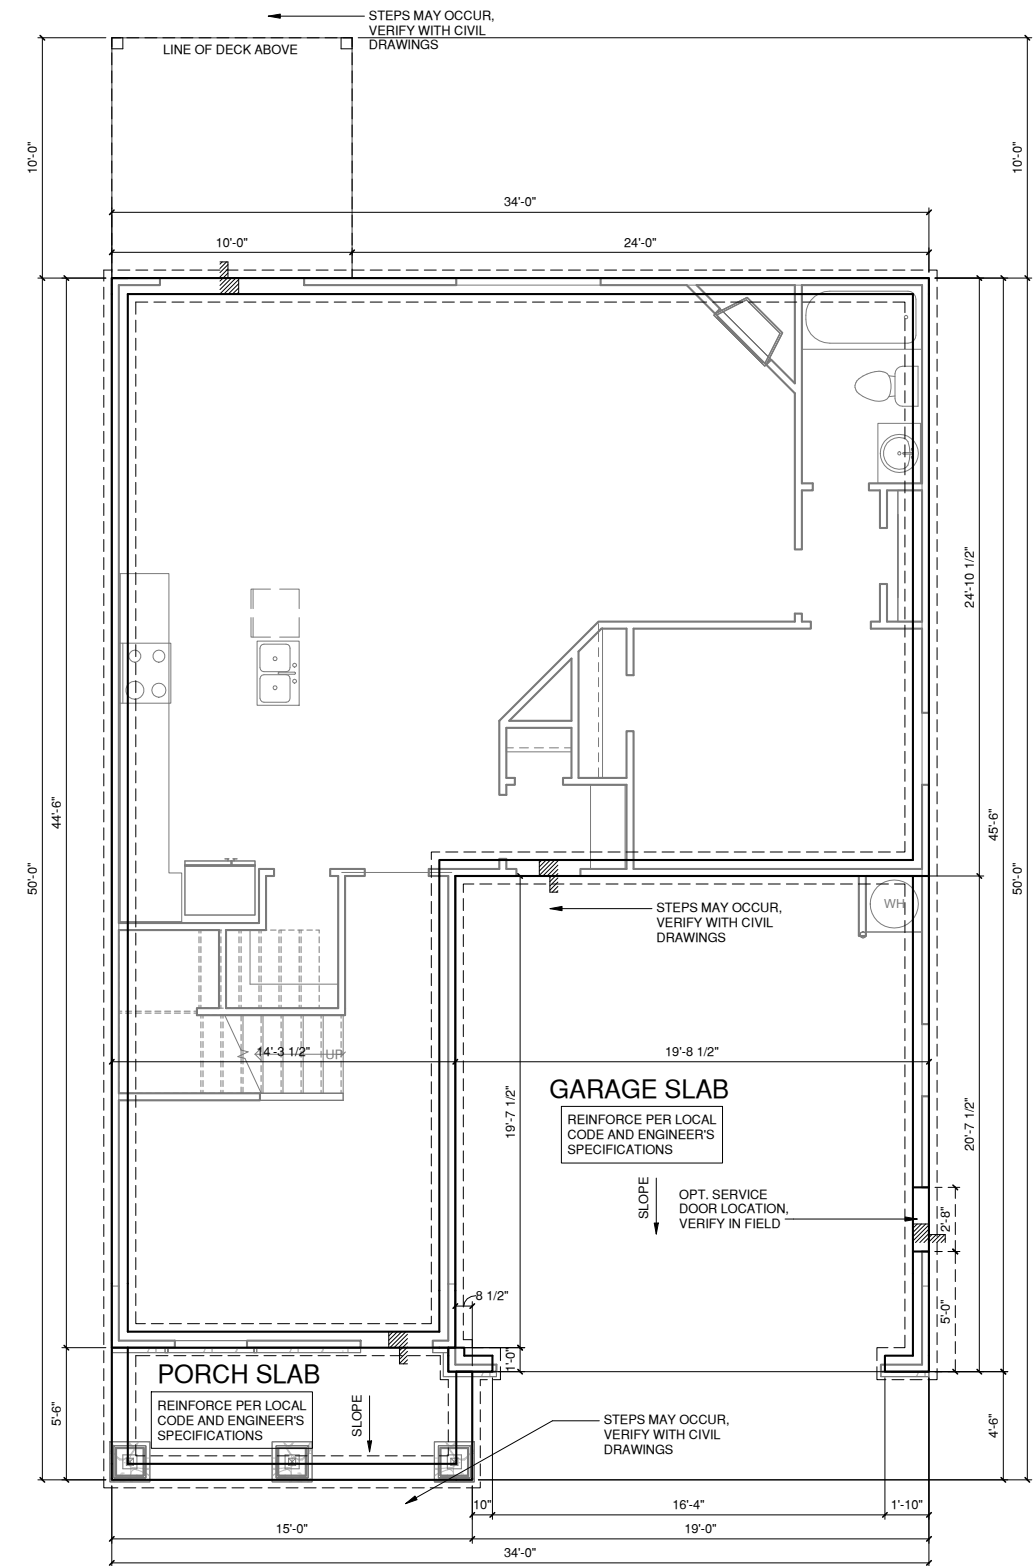 STEPS MAY OCCUR,
VERIFY WITH CIVIL
DRAWINGS
LINE OF DECK ABOVE
10'-0"
10'-0"
34'-0"
10'-0"
24'-0"
24'-10 1/2"
44'-6"
45'-6"
50'-0"
50'-0"
WH
STEPS MAY OCCUR,
VERIFY WITH CIVIL
DRAWINGS
14'-3 1/2"
UP
19'-8 1/2"
GARAGE SLAB
REINFORCE PER LOCAL
CODE AND ENGINEER'S
SPECIFICATIONS
19'-7 1/2"
20'-7 1/2"
SLOPE
OPT. SERVICE
DOOR LOCATION,
VERIFY IN FIELD
2'-8"
5'-0"
8 1/2"
1'-0"
PORCH SLAB
REINFORCE PER LOCAL
CODE AND ENGINEER'S
SPECIFICATIONS
SLOPE
5'-6"
4'-6"
STEPS MAY OCCUR,
VERIFY WITH CIVIL
DRAWINGS
10"
16'-4"
1'-10"
15'-0"
19'-0"
34'-0"